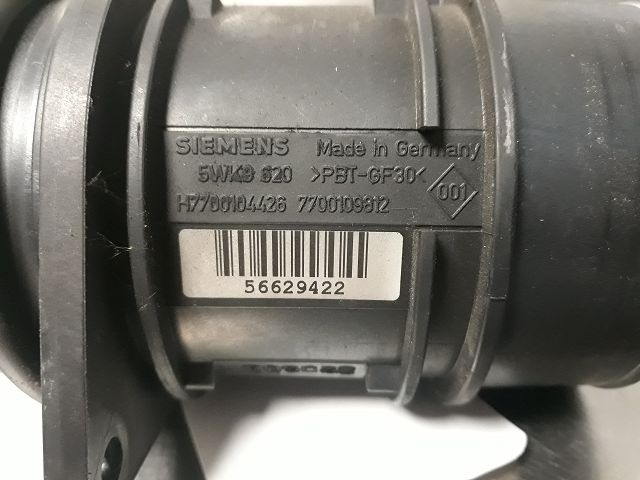 SIEMENS Made in Germany
5WK9 620 >PBT-GF30< 001
H7700104426 7700109812
56629422